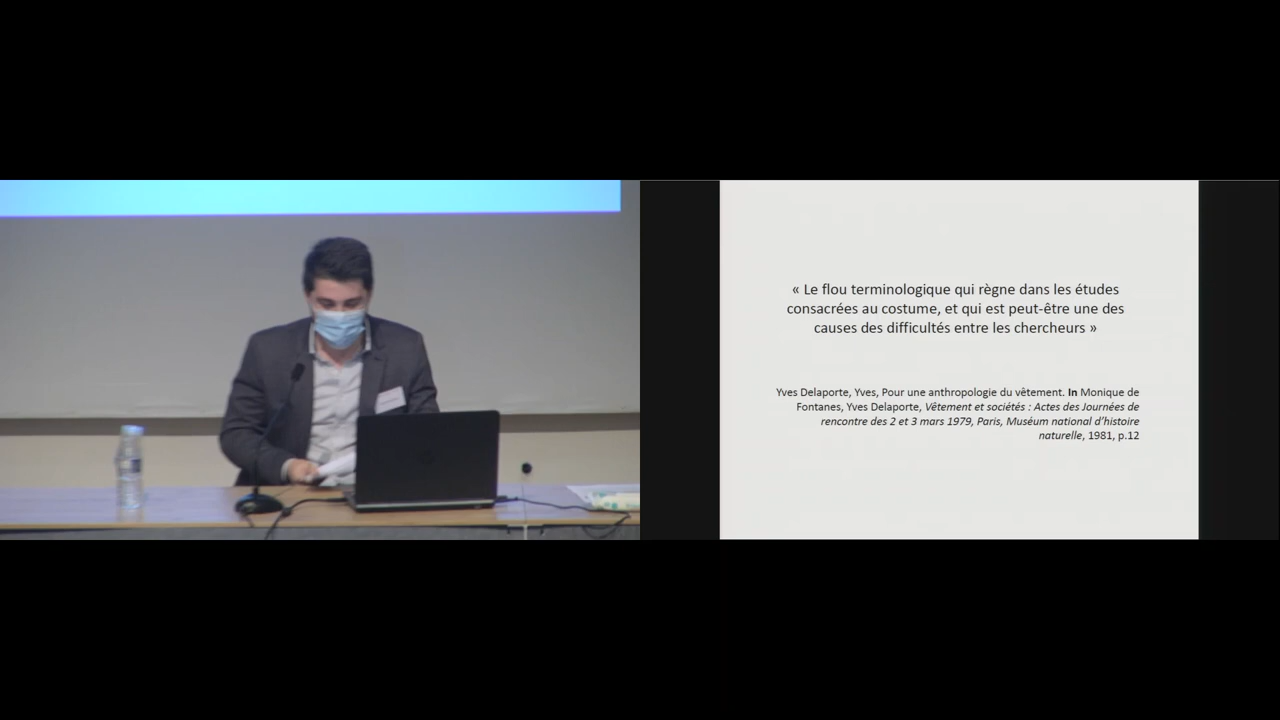 « Le flou terminologique qui règne dans les études
consacrées au costume, et qui est peut-être une des
causes des difficultés entre les chercheurs »
Yves Delaporte, Yves, Pour une anthropologie du vêtement. In Monique de
Fontanes, Yves Delaporte, Vêtement et sociétés : Actes des Journées de
rencontre des 2 et 3 mars 1979, Paris, Muséum national d’histoire
naturelle, 1981, p.12